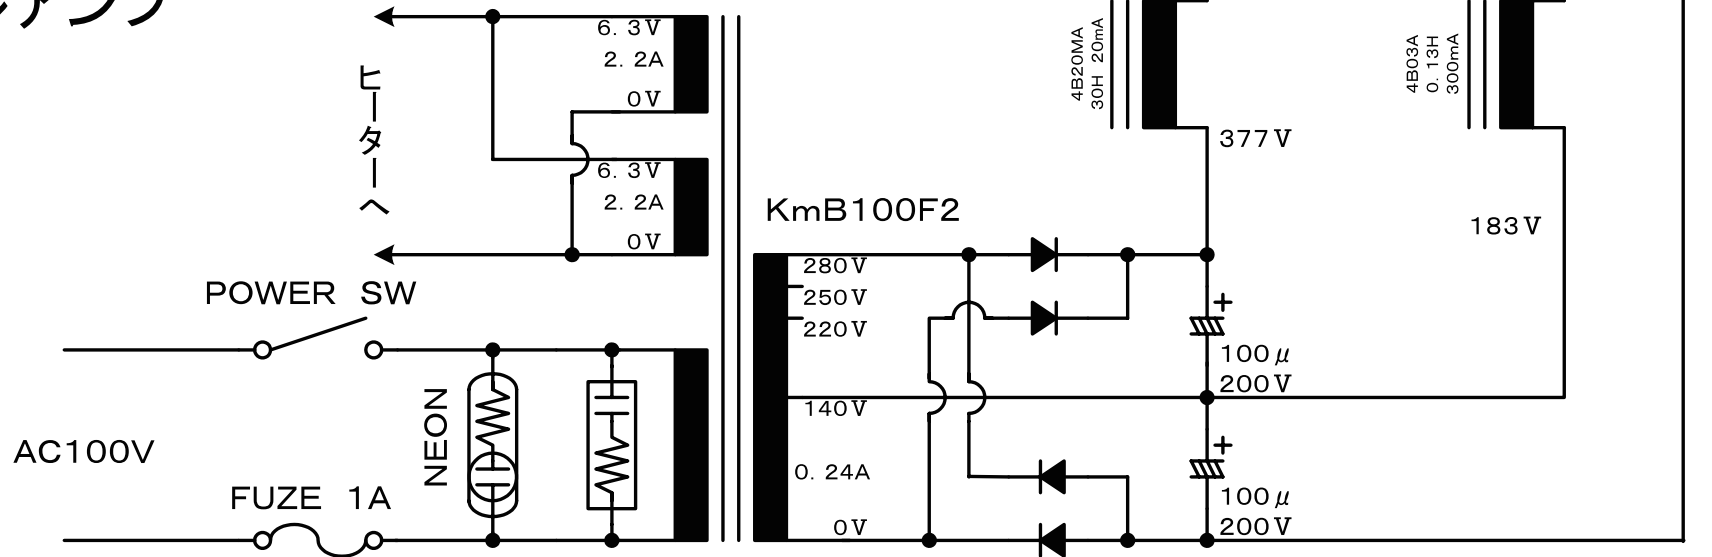 6. 3V
2. 2A
0V
ヒーターへ
6. 3V
2. 2A
0V
4B20MA
30H 20mA
4B03A
0. 13H
300mA
377V
183V
KmB100F2
280V
250V
220V
140V
0. 24A
0V
+
100μ
200V
+
100μ
200V
POWER SW
AC100V
NEON
FUZE 1A